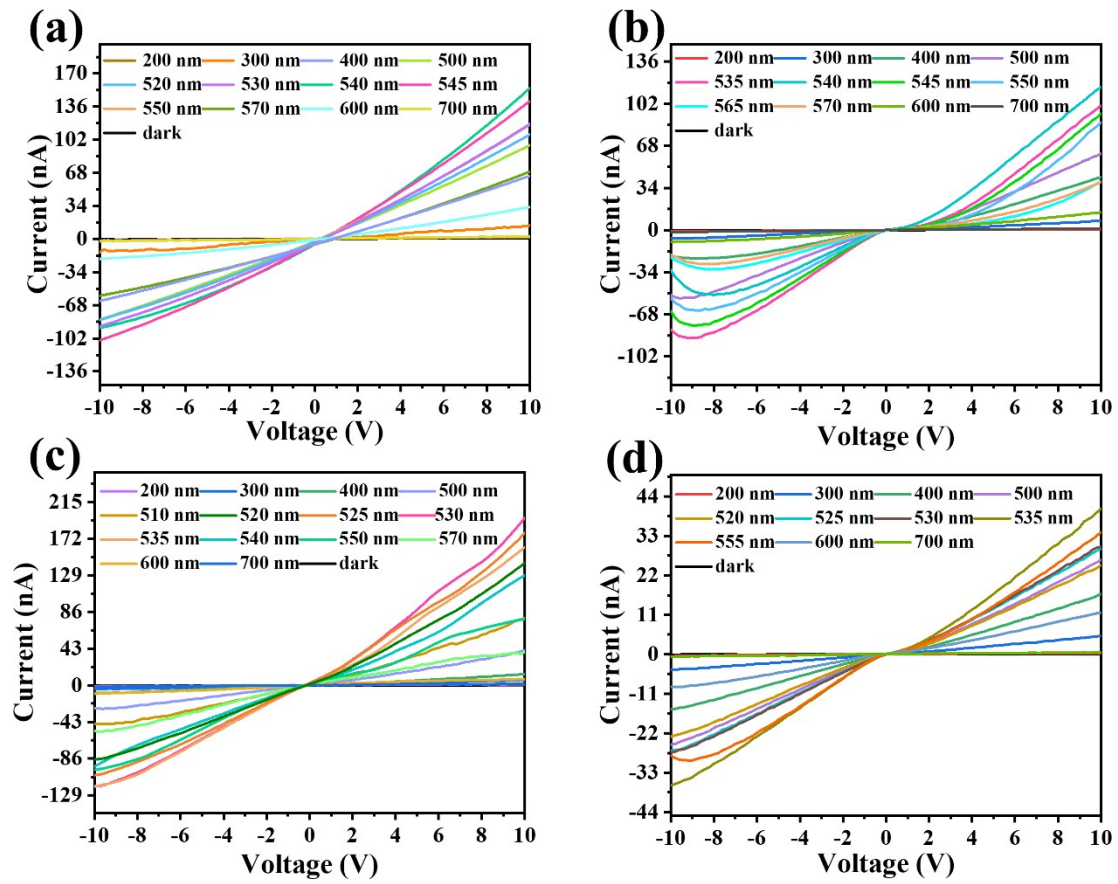 (a)
200 nm 300 nm 400 nm 500 nm
520 nm 530 nm 540 nm 545 nm
550 nm 570 nm 600 nm 700 nm
dark
170
136
102
68
34
0
-34
-68
-102
-136
Current (nA)
-10 -8 -6 -4 -2 0 2 4 6 8 10
Voltage (V)
(b)
200 nm 300 nm 400 nm 500 nm
535 nm 540 nm 545 nm 550 nm
565 nm 570 nm 600 nm 700 nm
dark
136
102
68
34
0
-34
-68
-102
Current (nA)
-10 -8 -6 -4 -2 0 2 4 6 8 10
Voltage (V)
(c)
200 nm 300 nm 400 nm 500 nm
510 nm 520 nm 525 nm 530 nm
535 nm 540 nm 550 nm 570 nm
600 nm 700 nm dark
215
172
129
86
43
0
-43
-86
-129
Current (nA)
-10 -8 -6 -4 -2 0 2 4 6 8 10
Voltage (V)
(d)
200 nm 300 nm 400 nm 500 nm
520 nm 525 nm 530 nm 535 nm
555 nm 600 nm 700 nm
dark
44
33
22
11
0
-11
-22
-33
-44
Current (nA)
-10 -8 -6 -4 -2 0 2 4 6 8 10
Voltage (V)